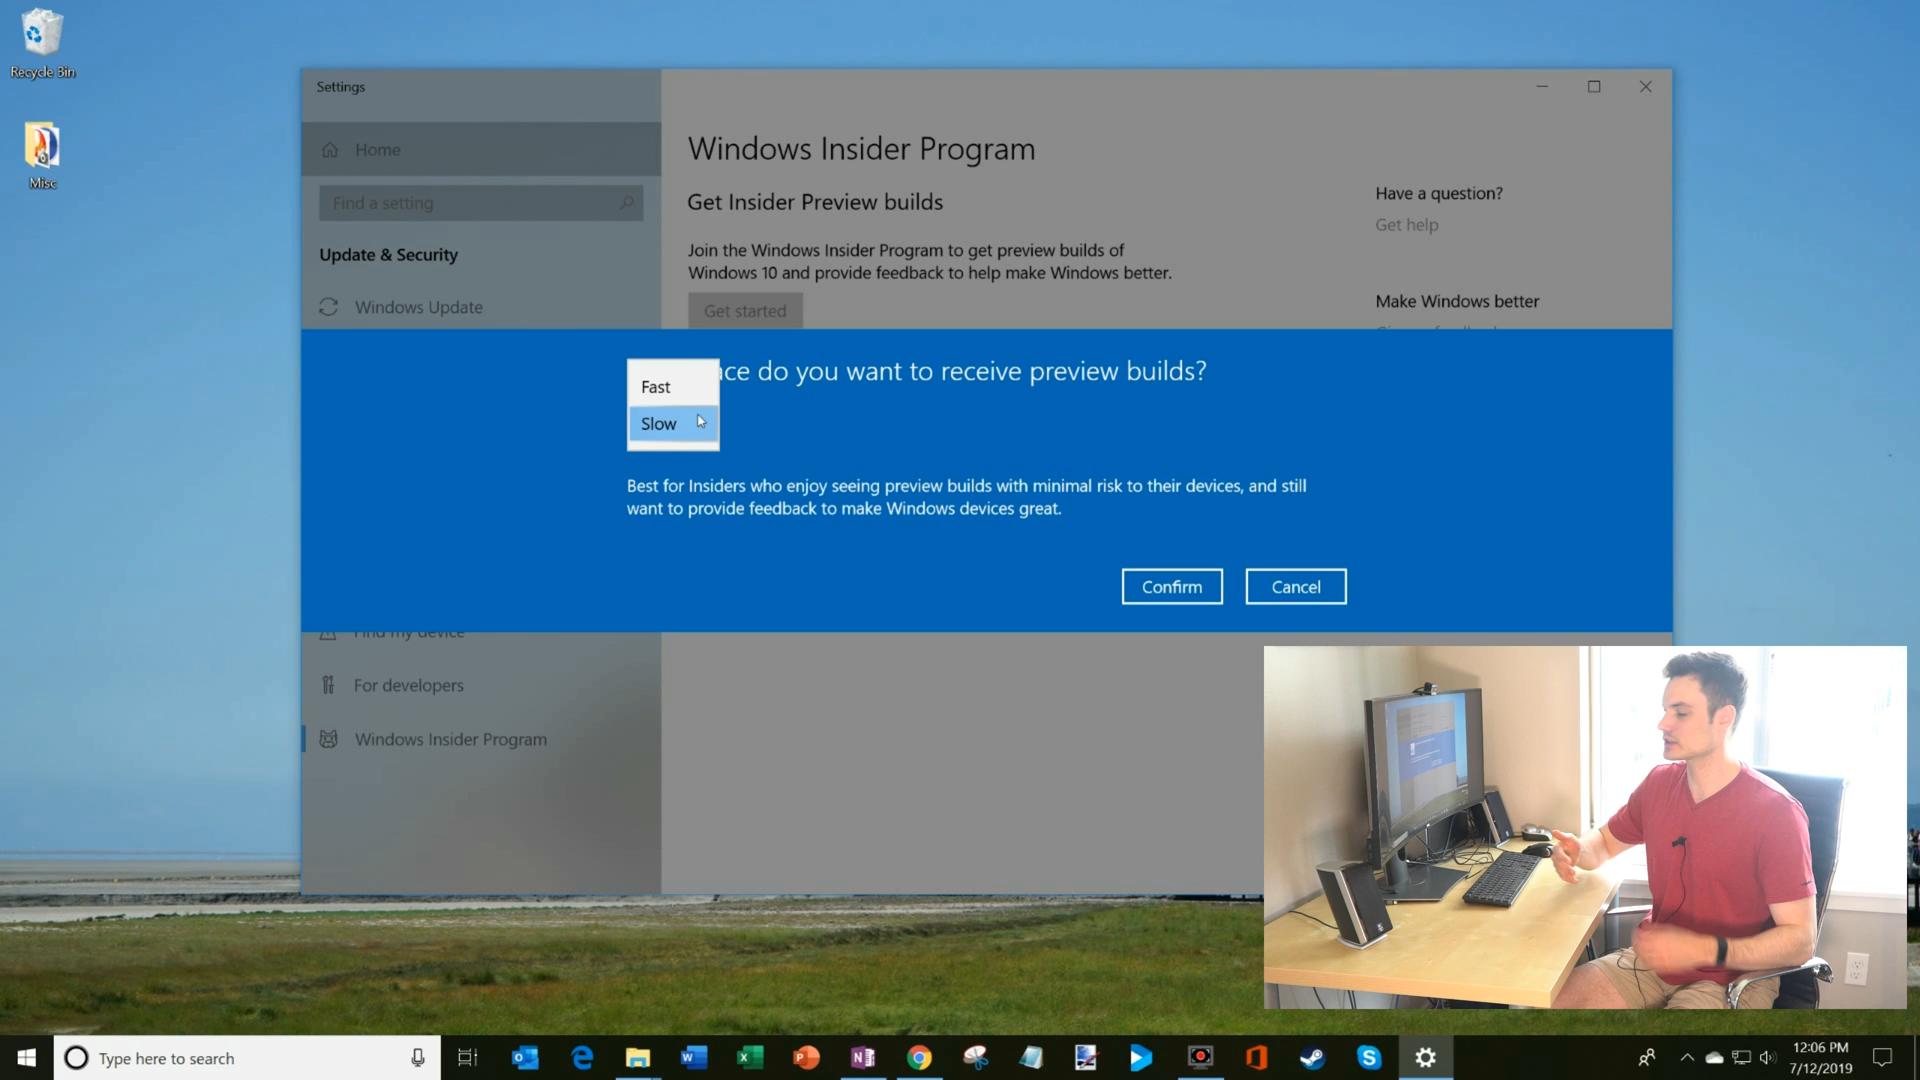 Recycle Bin
Misc
Settings
Home
Find a setting
Update & Security
Windows Update
Windows Insider Program
Get Insider Preview builds
Join the Windows Insider Program to get preview builds of
Windows 10 and provide feedback to help make Windows better.
Get started
Have a question?
Get help
Make Windows better
do you want to receive preview builds?
Fast
Slow
Best for Insiders who enjoy seeing preview builds with minimal risk to their devices, and still
want to provide feedback to make Windows devices great.
Confirm
Cancel
Find my device
For developers
Windows Insider Program
Type here to search
12:06 PM
7/12/2019